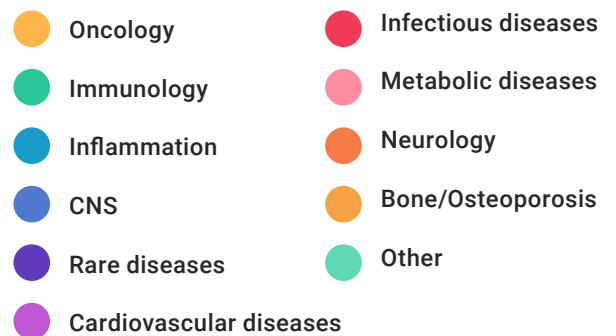 Oncology
Immunology
Inflammation
CNS
Rare diseases
Cardiovascular diseases
Infectious diseases
Metabolic diseases
Neurology
Bone/Osteoporosis
Other